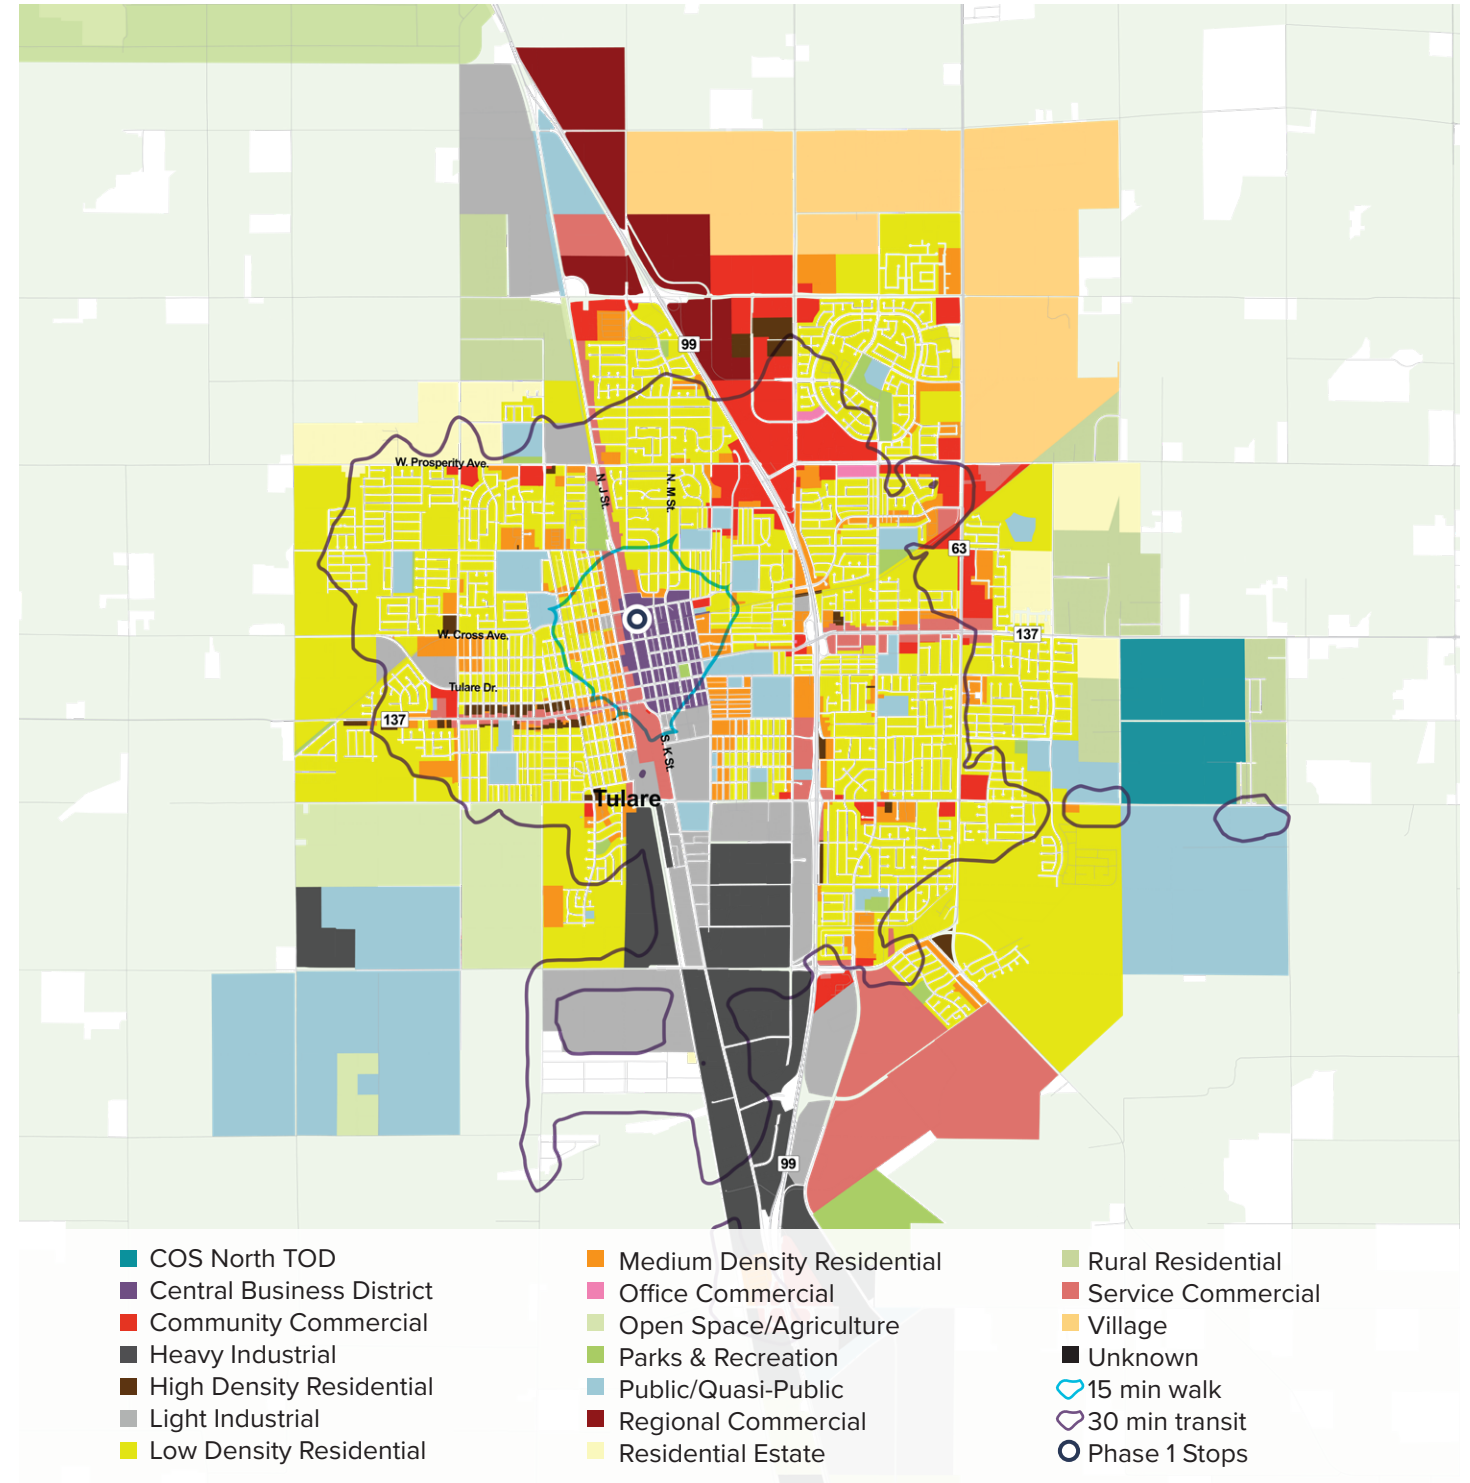 99
W. Prosperity Ave.
N. J St.
N. M St.
63
W. Cross Ave.
137
Tulare Dr.
137
S. K St.
Tulare
99
COS North TOD
Central Business District
Community Commercial
Heavy Industrial
High Density Residential
Light Industrial
Low Density Residential
Medium Density Residential
Office Commercial
Open Space/Agriculture
Parks & Recreation
Public/Quasi-Public
Regional Commercial
Residential Estate
Rural Residential
Service Commercial
Village
Unknown
15 min walk
30 min transit
Phase 1 Stops